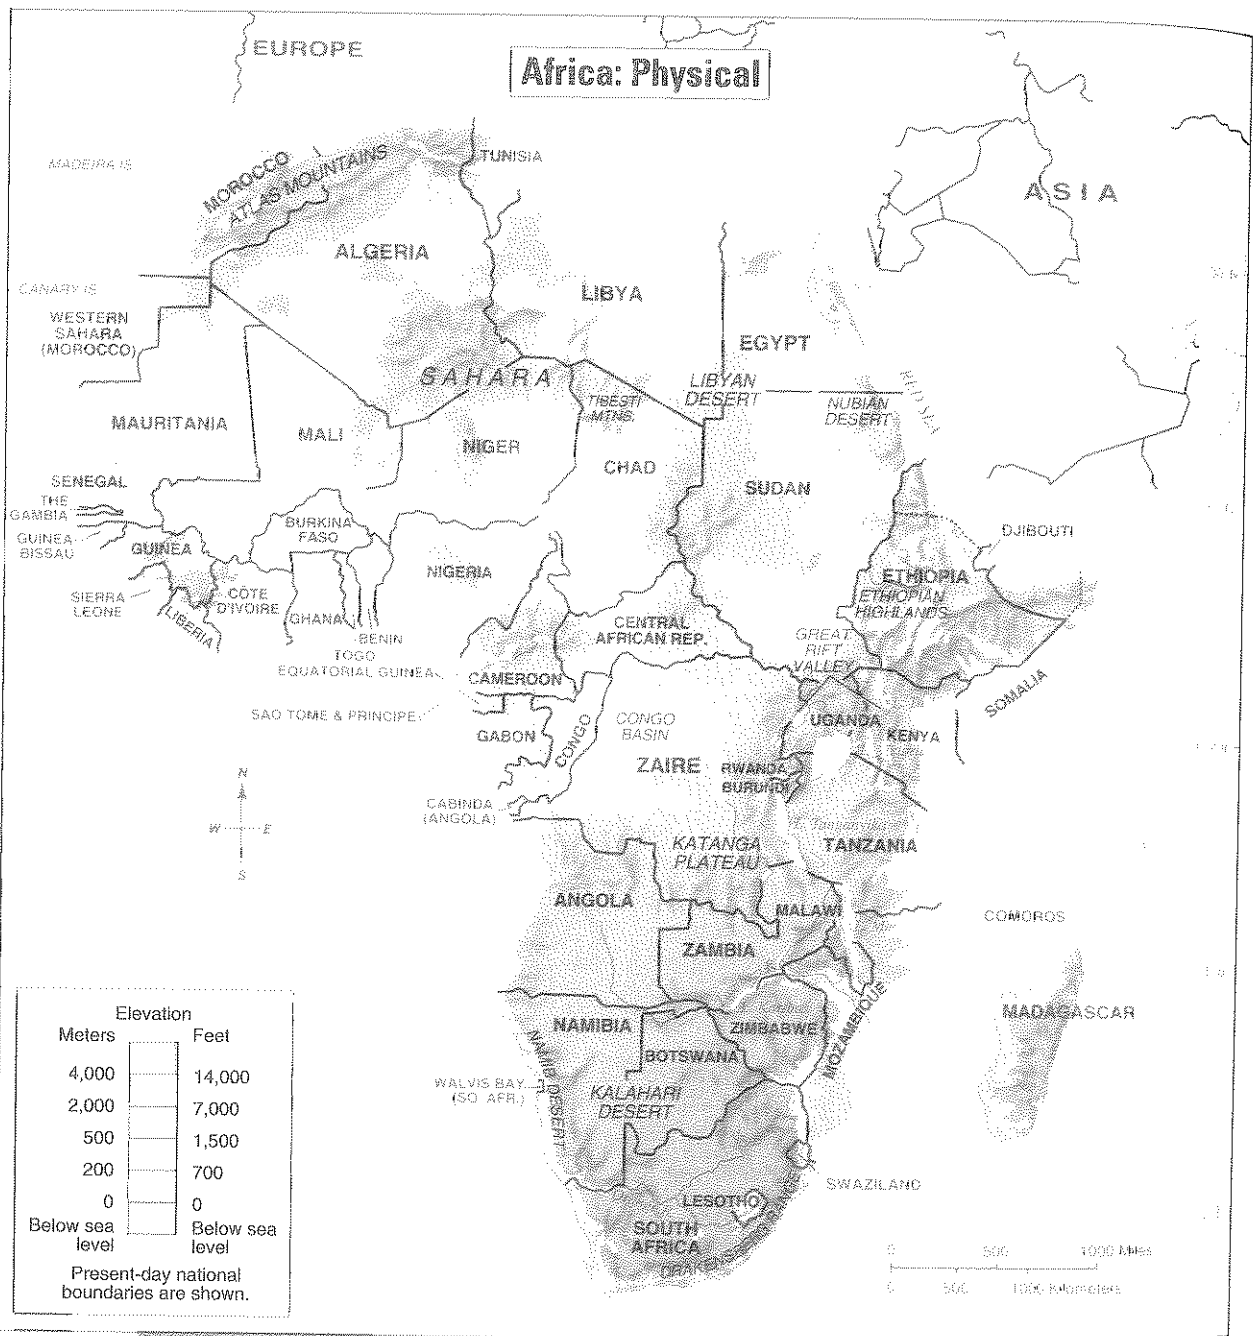 EUROPE
Africa: Physical
MADEIRA IS
MOROCCO
ATLAS MOUNTAINS
TUNISIA
ASIA
ALGERIA
CANARY IS
LIBYA
WESTERN
SAHARA
(MOROCCO)
EGYPT
SAHARA
LIBYAN
DESERT
TIBESTI
MTNS.
NUBIAN
DESERT
RED SEA
MAURITANIA
MALI
NIGER
CHAD
SUDAN
SENEGAL
THE
GAMBIA
GUINEA
BISSAU
GUINEA
BURKINA
FASO
NIGERIA
DJIBOUTI
ETHIOPIA
ETHIOPIAN
HIGHLANDS
SIERRA
LEONE
LIBERIA
COTE
D'IVOIRE
GHANA
BENIN
TOGO
EQUATORIAL GUINEA
CENTRAL
AFRICAN REP.
GREAT
RIFT
VALLEY
CAMEROON
SOMALIA
SAO TOME & PRINCIPE
GABON
CONGO
CONGO
BASIN
UGANDA
KENYA
ZAIRE
RWANDA
BURUNDI
CABINDA
(ANGOLA)
N
W
E
S
KATANGA
PLATEAU
TANZANIA
ANGOLA
MALAWI
COMOROS
ZAMBIA
MOZAMBIQUE
MADAGASCAR
NAMIBIA
ZIMBABWE
BOTSWANA
NAMIB DESERT
WALVIS BAY
(SO. AFR.)
KALAHARI
DESERT
SWAZILAND
LESOTHO
SOUTH
AFRICA
Elevation
Meters Feet
4,000 14,000
2,000 7,000
500 1,500
200 700
0 0
Below sea level Below sea level
Present-day national
boundaries are shown.
0 500 1000 Miles
0 500 1000 Kilometers